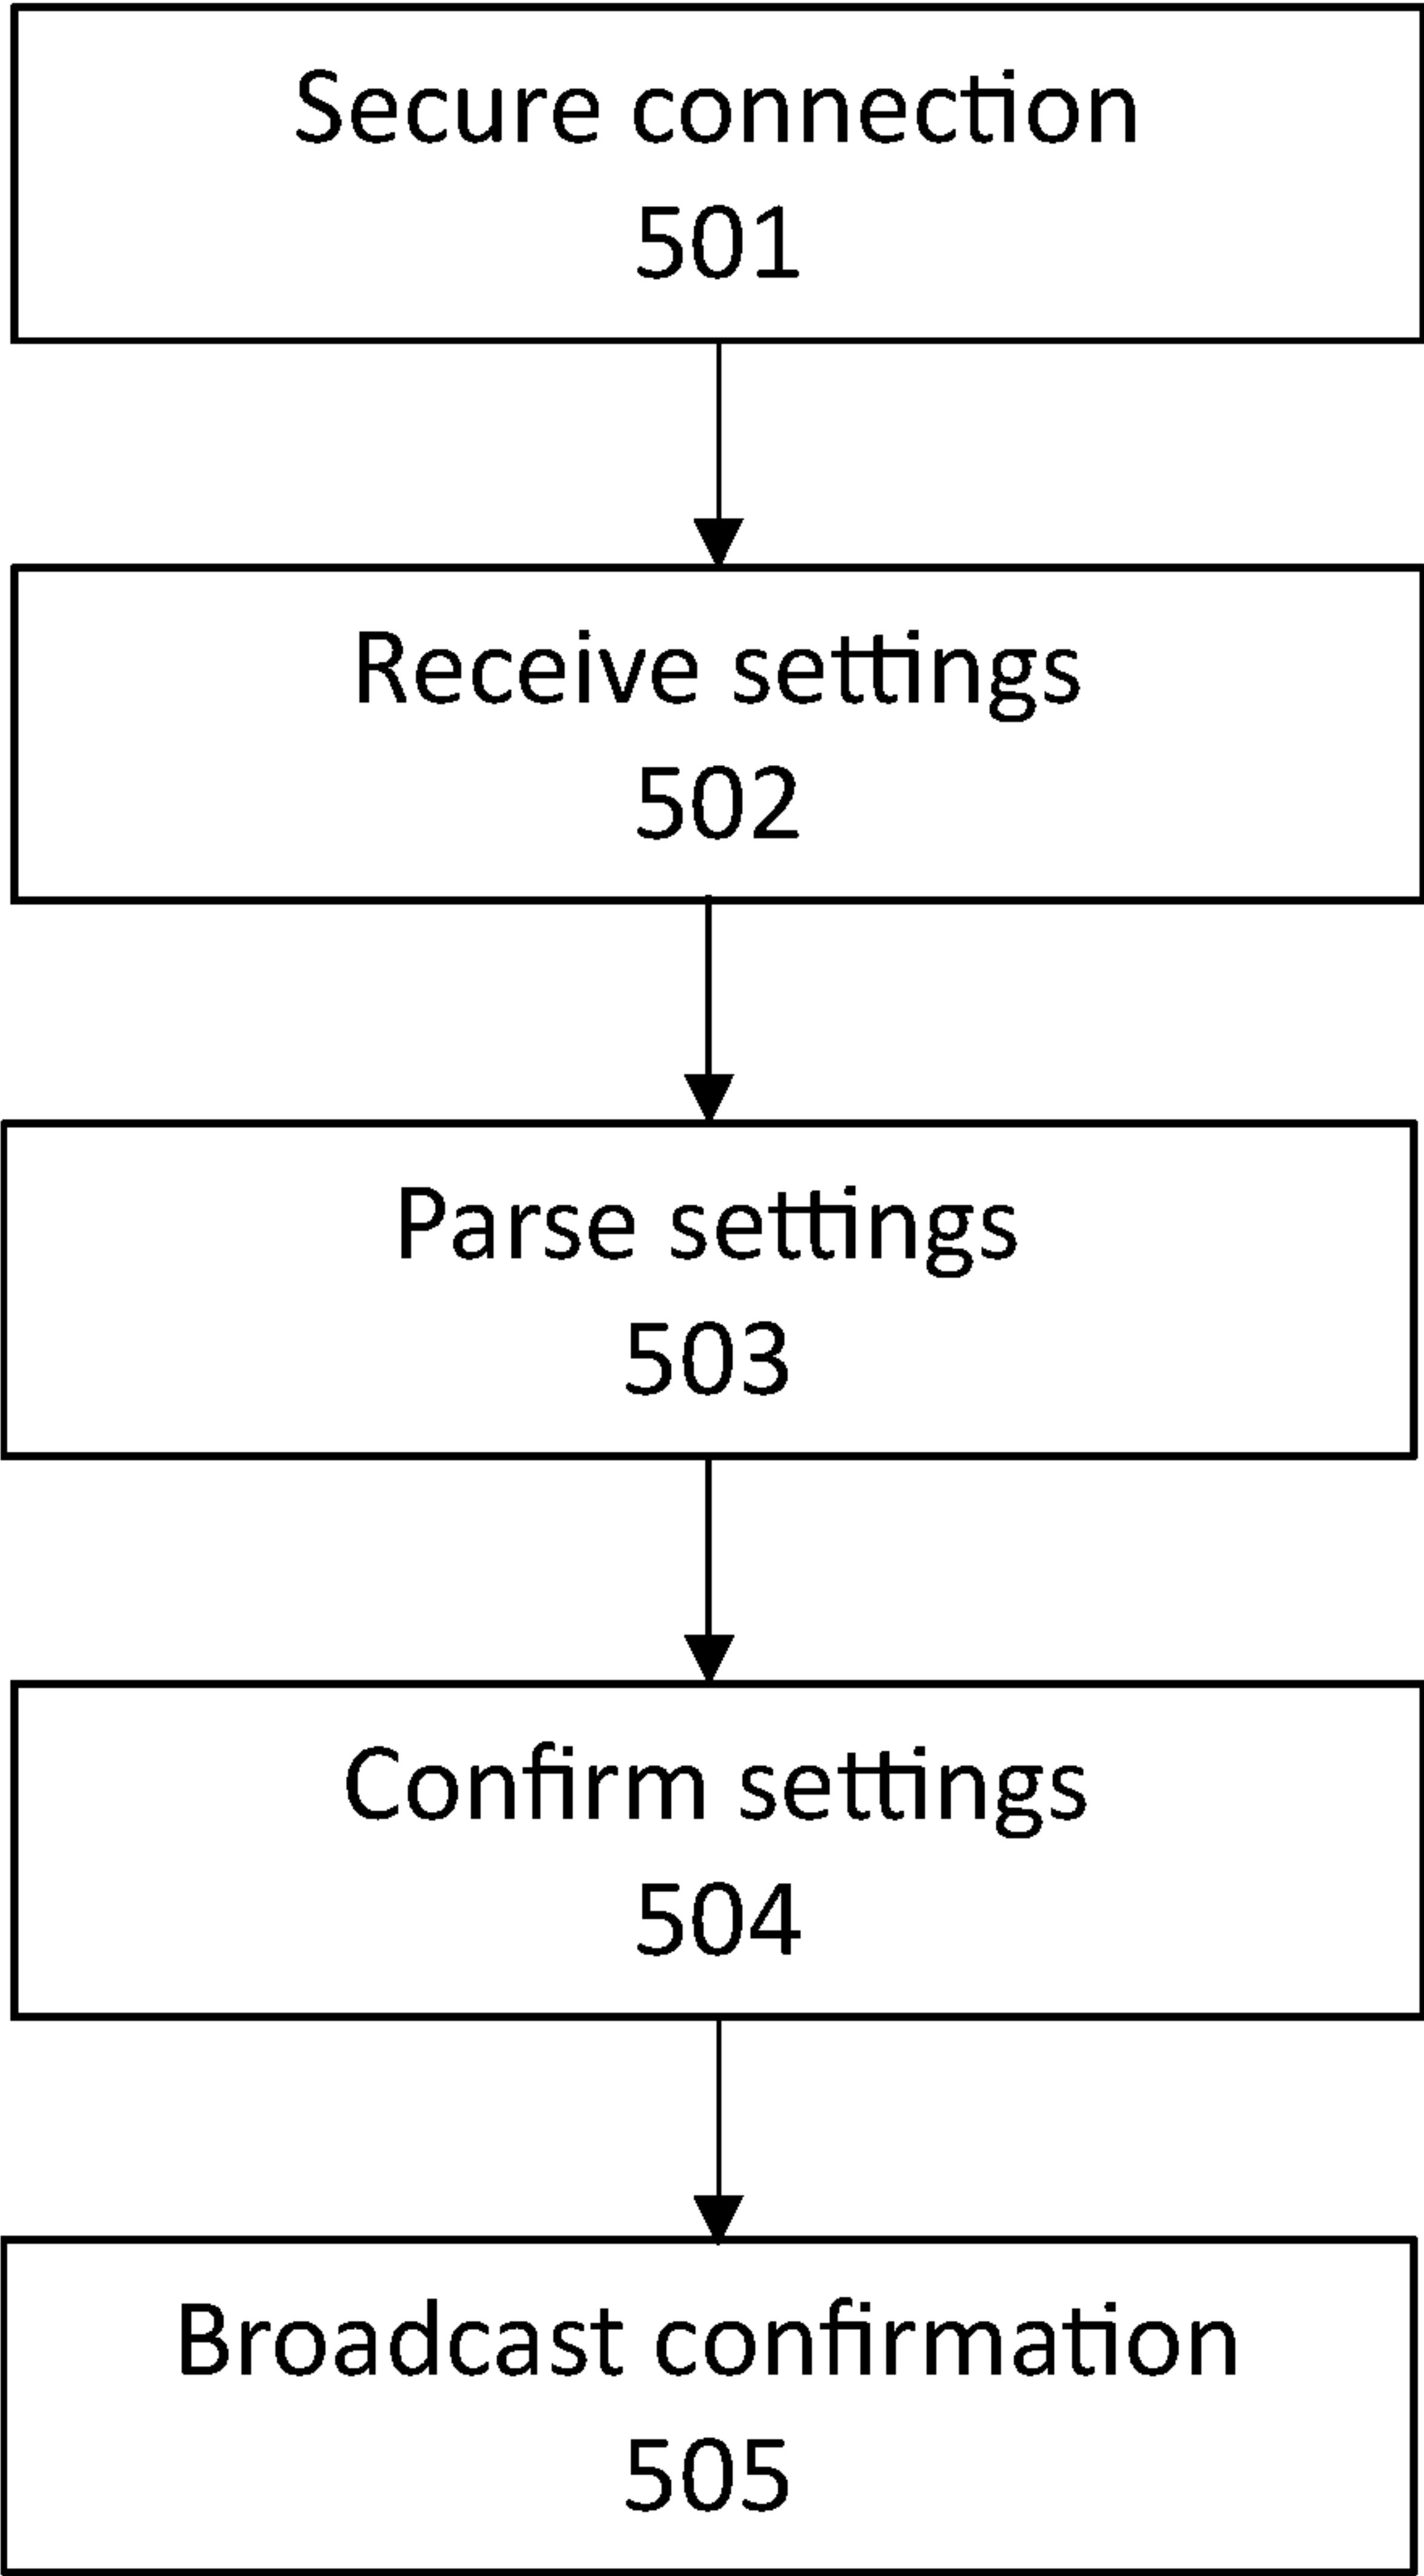 Secure connection
501
Receive settings
502
Parse settings
503
Confirm settings
504
Broadcast confirmation
505